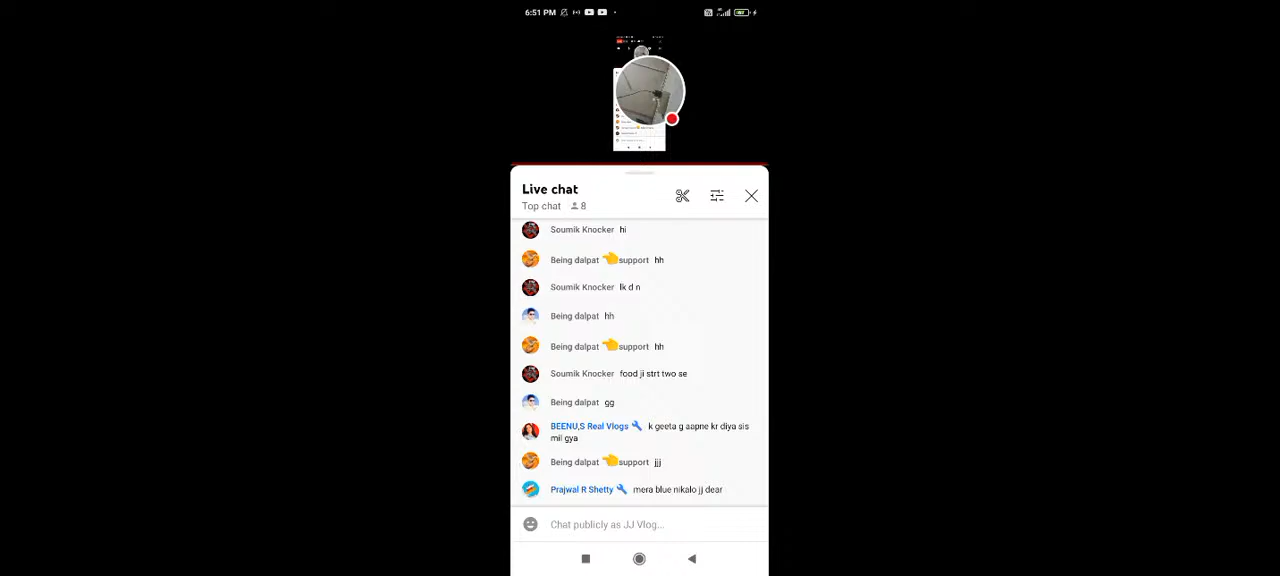 6:51 PM
Live chat
Top chat 8
Soumik Knocker hi
Being dalpat 👈support hh
Soumik Knocker lk d n
Being dalpat hh
Being dalpat 👈support hh
Soumik Knocker food ji strt two se
Being dalpat gg
BEENU,S Real Vlogs k geeta g aapne kr diya sis
mil gya
Being dalpat 👈support jjj
Prajwal R Shetty mera blue nikalo jj dear
Chat publicly as JJ Vlog...